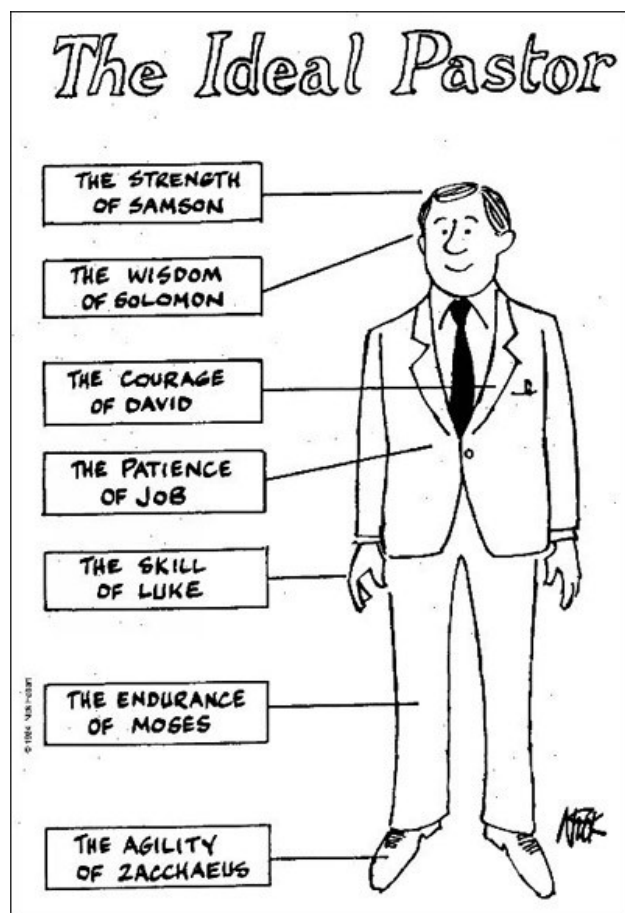 The Ideal Pastor
THE STRENGTH
OF SAMSON
THE WISDOM
OF SOLOMON
THE COURAGE
OF DAVID
THE PATIENCE
OF JOB
THE SKILL
OF LUKE
THE ENDURANCE
OF MOSES
THE AGILITY
OF ZACCHAEUS
Nick